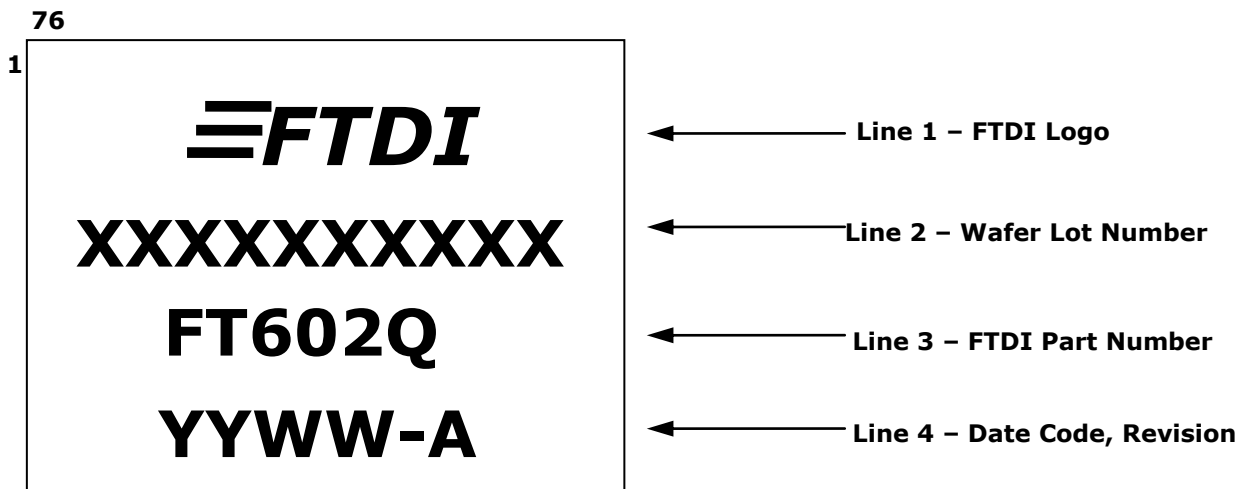 76
1
FTDI
Line 1 – FTDI Logo
XXXXXXXXXX
Line 2 – Wafer Lot Number
FT602Q
Line 3 – FTDI Part Number
YYWW-A
Line 4 – Date Code, Revision